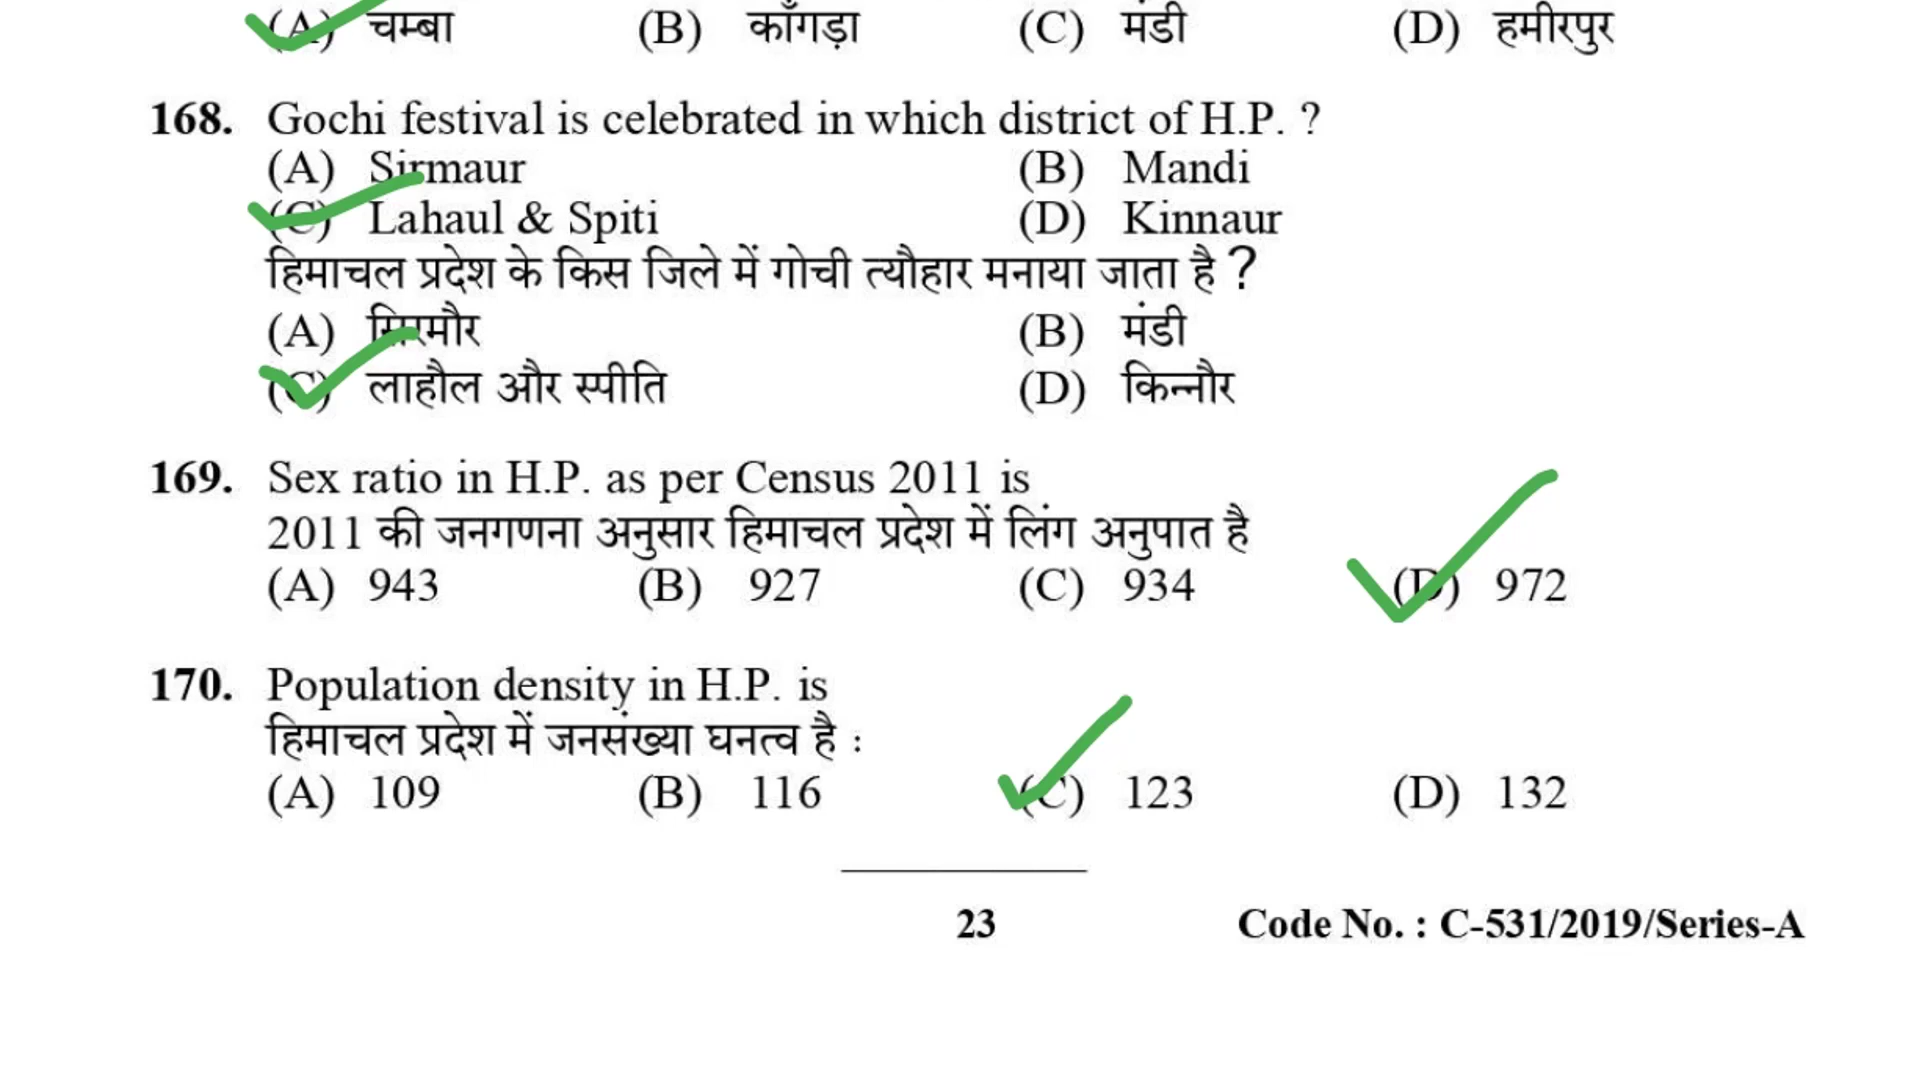 (A) चम्बा (B) काँगड़ा (C) मंडी (D) हमीरपुर
168. Gochi festival is celebrated in which district of H.P. ?
(A) Sirmaur (B) Mandi
(C) Lahaul & Spiti (D) Kinnaur
हिमाचल प्रदेश के किस जिले में गोची त्यौहार मनाया जाता है ?
(A) सिरमौर (B) मंडी
(C) लाहौल और स्पीति (D) किन्नौर
169. Sex ratio in H.P. as per Census 2011 is
2011 की जनगणना अनुसार हिमाचल प्रदेश में लिंग अनुपात है
(A) 943 (B) 927 (C) 934 (D) 972
170. Population density in H.P. is
हिमाचल प्रदेश में जनसंख्या घनत्व है :
(A) 109 (B) 116 (C) 123 (D) 132
23 Code No. : C-531/2019/Series-A